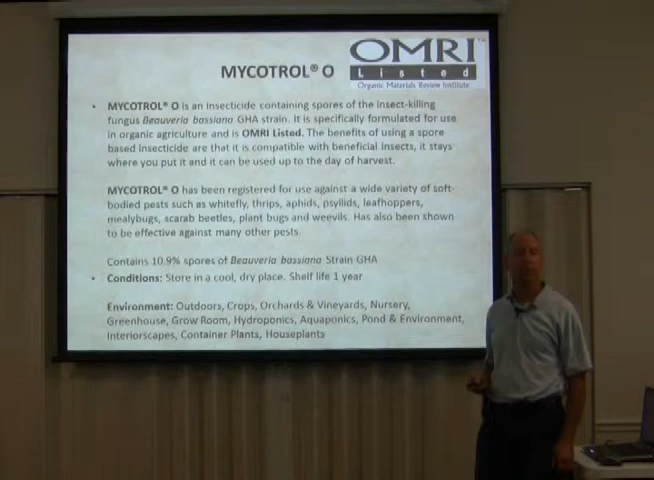 OMRI™
Listed
Organic Materials Review Institute
MYCOTROL® O
• MYCOTROL® O is an insecticide containing spores of the insect-killing
fungus Beauveria bassiana GHA strain. It is specifically formulated for use
in organic agriculture and is OMRI Listed. The benefits of using a spore
based insecticide are that it is compatible with beneficial insects, it stays
where you put it and it can be used up to the day of harvest.
MYCOTROL® O has been registered for use against a wide variety of soft-
bodied pests such as whitefly, thrips, aphids, psyllids, leafhoppers,
mealybugs, scarab beetles, plant bugs and weevils. Has also been shown
to be effective against many other pests.
Contains 10.9% spores of Beauveria bassiana Strain GHA
• Conditions: Store in a cool, dry place. Shelf life 1 year
Environment: Outdoors, Crops, Orchards & Vineyards, Nursery,
Greenhouse, Grow Room, Hydroponics, Aquaponics, Pond & Environment,
Interiorscapes, Container Plants, Houseplants